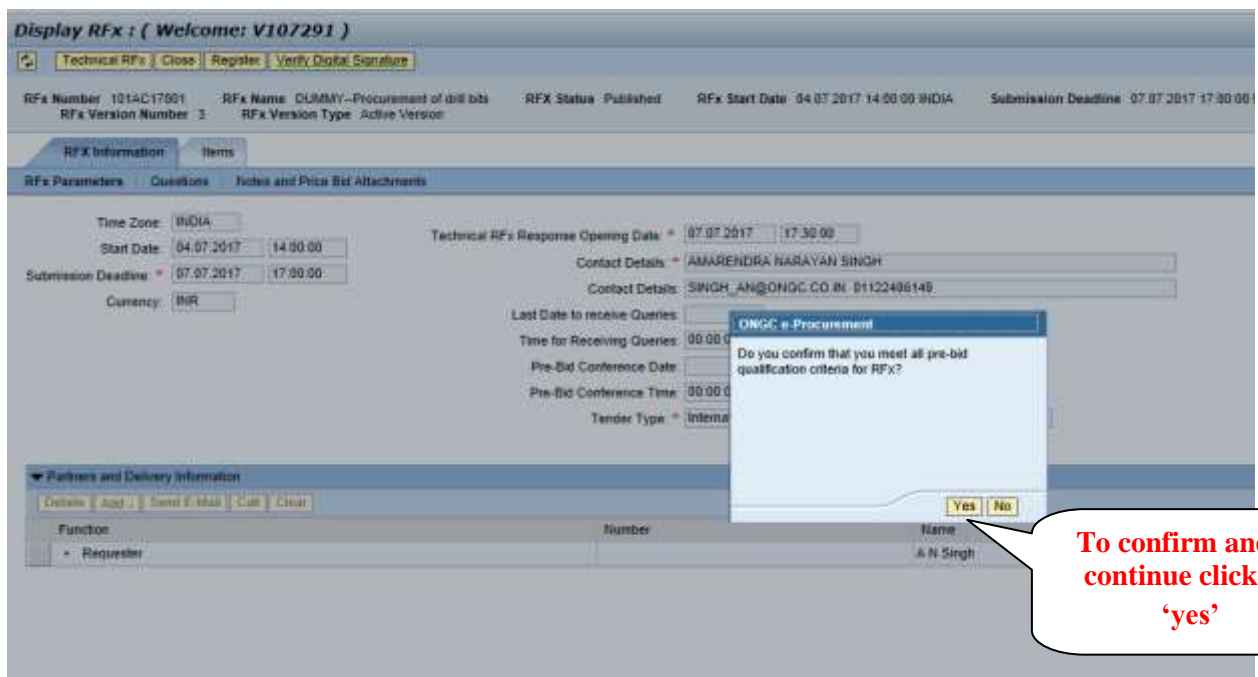 Display RFx : ( Welcome: V107291 )
Technical RFx Close Register Verify Digital Signature
RFx Number 101AC17001 RFx Name DUMMY--Procurement of drill bits RFX Status Published RFx Start Date 04.07.2017 14:00:00 INDIA Submission Deadline 07.07.2017 17:00:00
RFx Version Number 3 RFx Version Type Active Version
RFX Information Items
RFx Parameters Questions Notes and Price Bid Attachments
Time Zone: INDIA
Technical RFx Response Opening Date: * 07.07.2017 17:30:00
Start Date: 04.07.2017 14:00:00
Contact Details: * AMARENDRA NARAYAN SINGH
Submission Deadline: * 07.07.2017 17:00:00
Contact Details: SINGH_AN@ONGC.CO.IN, 01122406149
Currency: INR
Last Date to receive Queries:
ONGC e-Procurement
Time for Receiving Queries: 00:00:0
Do you confirm that you meet all pre-bid
qualification criteria for RFx?
Pre-Bid Conference Date:
Pre-Bid Conference Time: 00:00:0
Tender Type: * Interna
Partners and Delivery Information
Details Add Send E-Mail Call Clear
Yes No
Function Number Name
Requester A N Singh
To confirm an
continue click
‘yes’